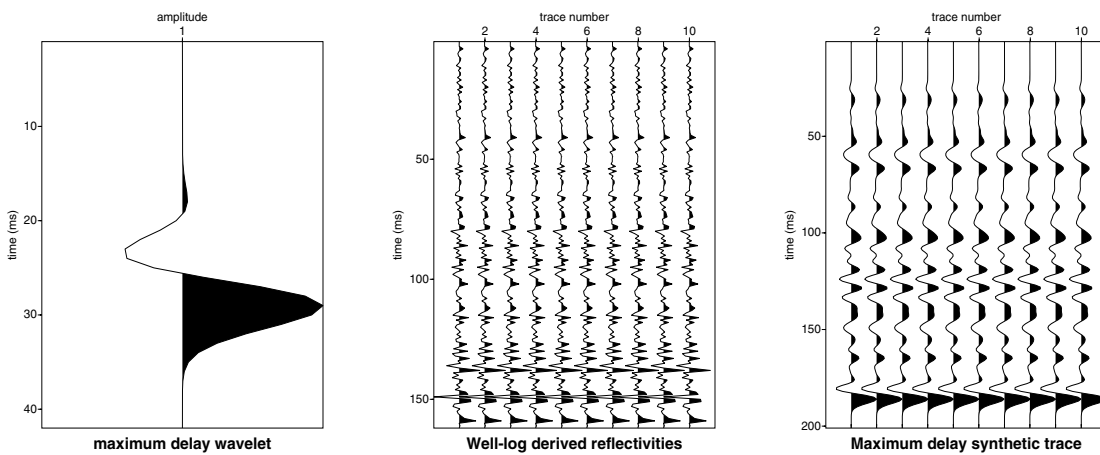 amplitude
1
time (ms)
10
20
30
40
maximum delay wavelet
trace number
2 4 6 8 10
time (ms)
50
100
150
Well-log derived reflectivities
trace number
2 4 6 8 10
time (ms)
50
100
150
200
Maximum delay synthetic trace